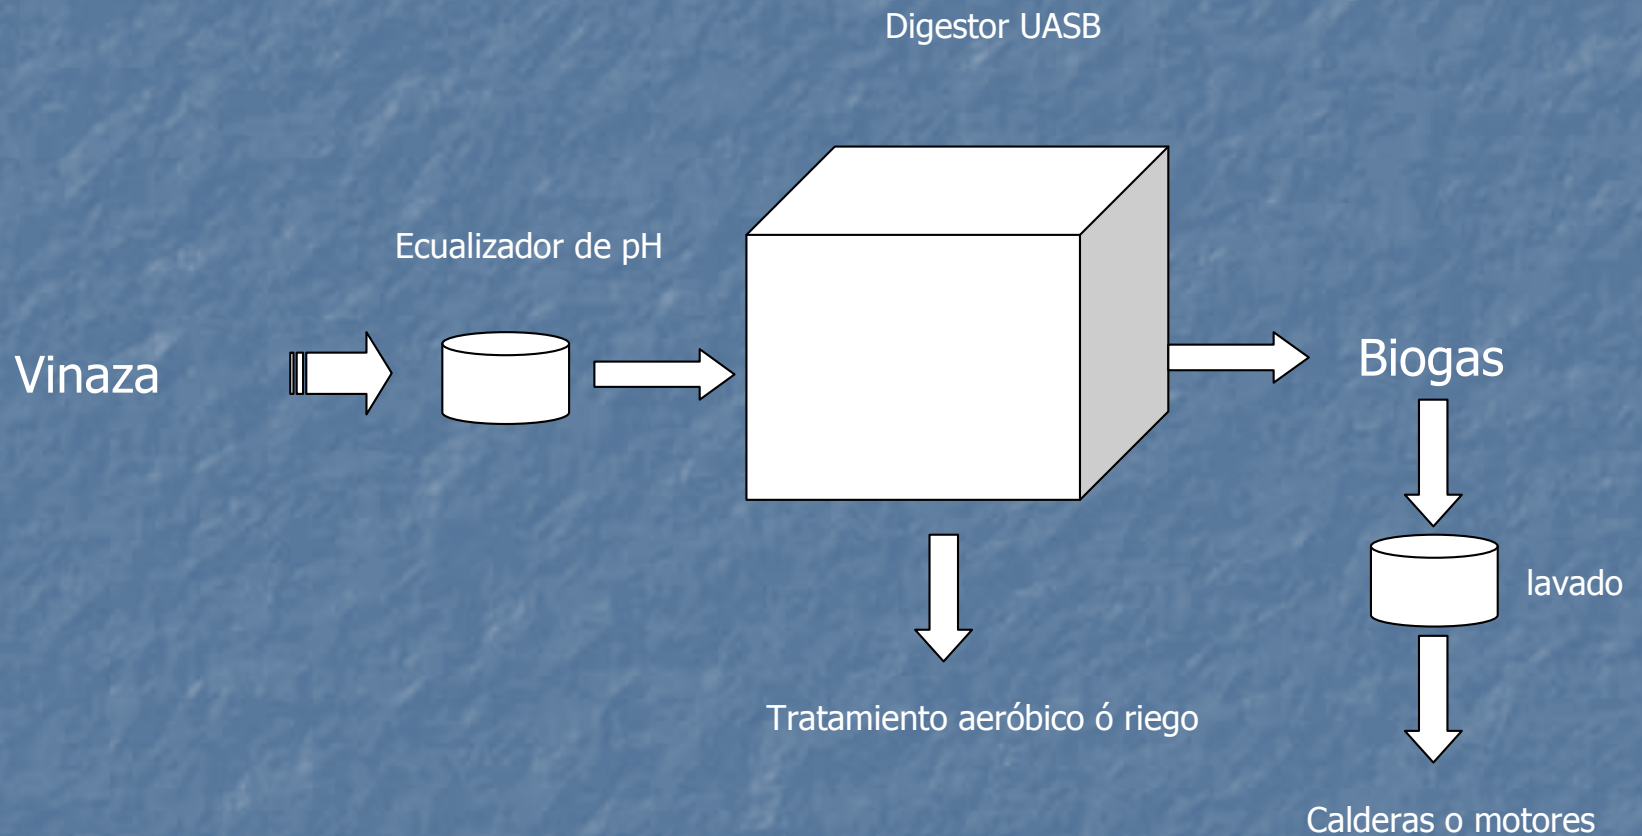 Digestor UASB
Ecualizador de pH
Vinaza
Biogas
lavado
Tratamiento aeróbico ó riego
Calderas o motores